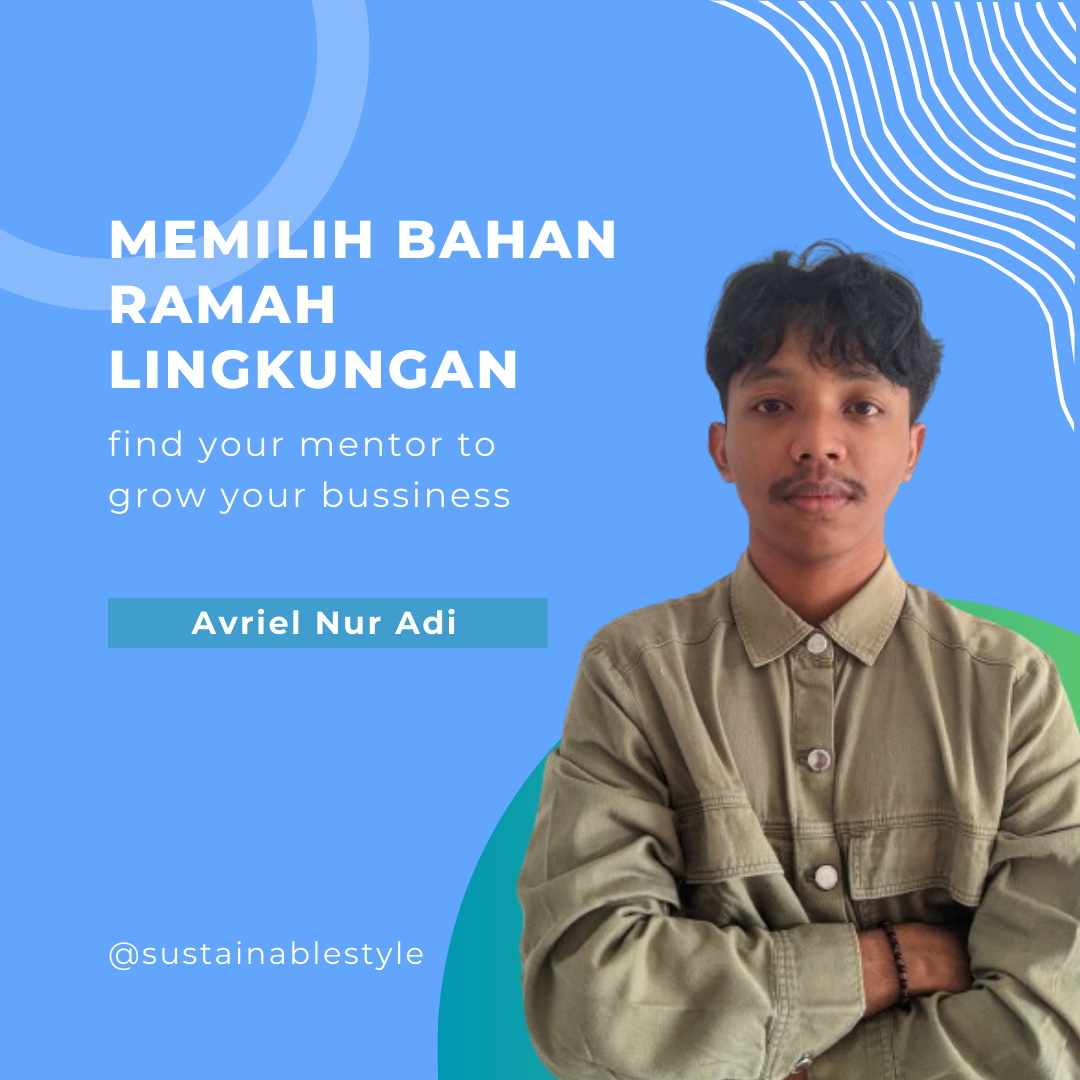 MEMILIH BAHAN
RAMAH
LINGKUNGAN
find your mentor to
grow your bussiness
Avriel Nur Adi
@sustainablestyle